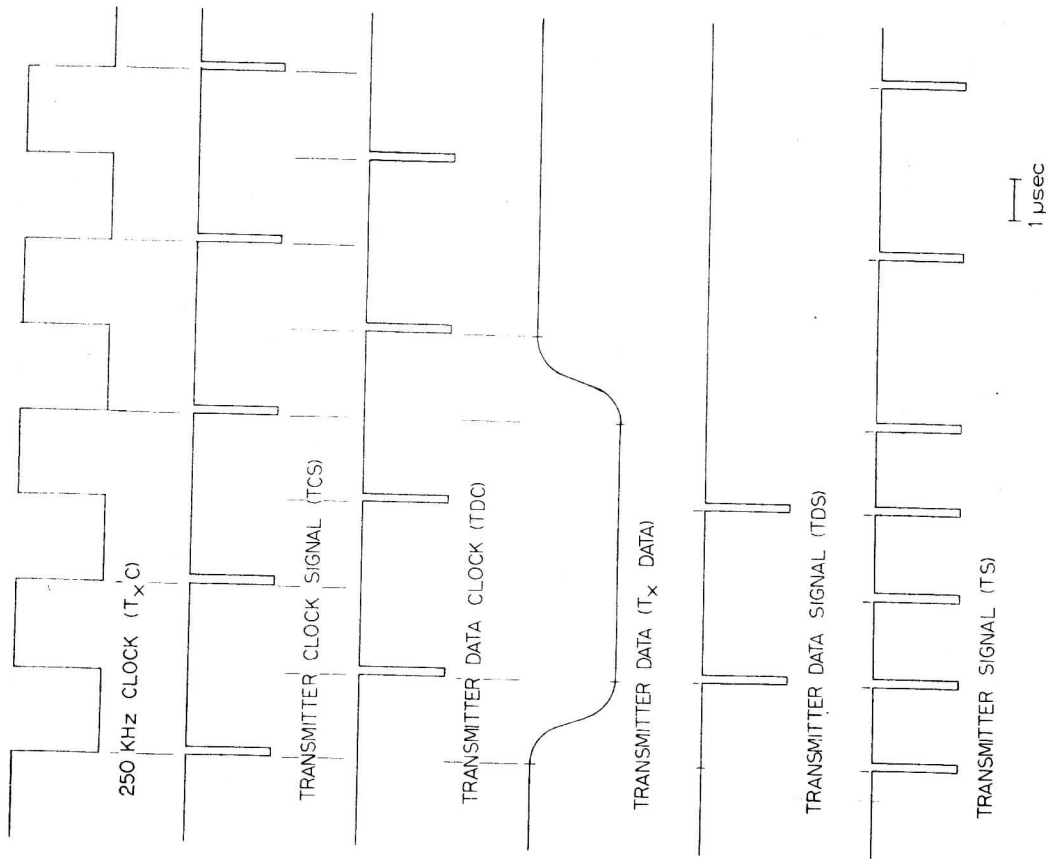 250 KHz CLOCK (TxC)
TRANSMITTER CLOCK SIGNAL (TCS)
TRANSMITTER DATA CLOCK (TDC)
TRANSMITTER DATA (Tx DATA)
TRANSMITTER DATA SIGNAL (TDS)
TRANSMITTER SIGNAL (TS)
1 µsec